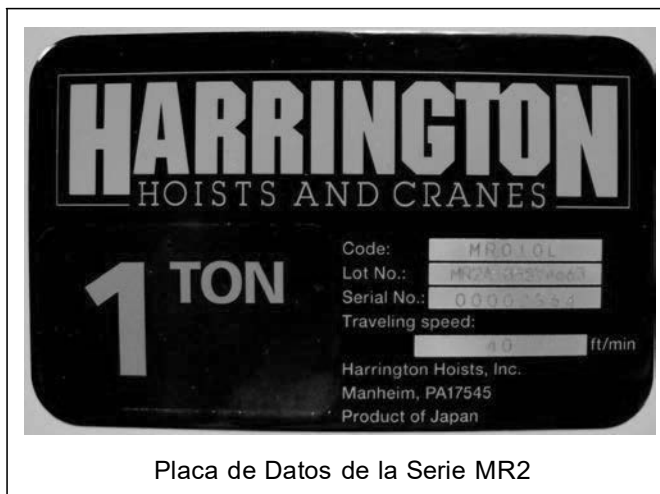 HARRINGTON
HOISTS AND CRANES
1 TON
Code: MR010L
Lot No.:
Serial No.:
Traveling speed:
40 ft/min
Harrington Hoists, Inc.
Manheim, PA17545
Product of Japan
Placa de Datos de la Serie MR2